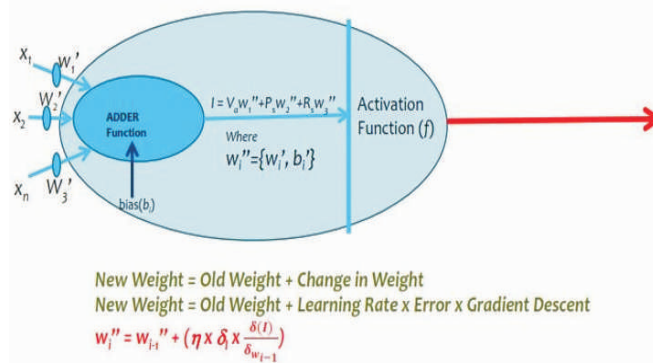 x₁ W₁'
W₂'
x₂
xₙ W₃'
ADDER
Function
bias(bᵢ)
I = Vₐw₁''+Pₛw₂''+Rₛw₃''
Where
wᵢ''={wᵢ', bᵢ'}
Activation
Function (f)
New Weight = Old Weight + Change in Weight
New Weight = Old Weight + Learning Rate x Error x Gradient Descent
wᵢ'' = wᵢ₋₁'' + (η x δᵢ x δ(I)/δwᵢ₋₁)